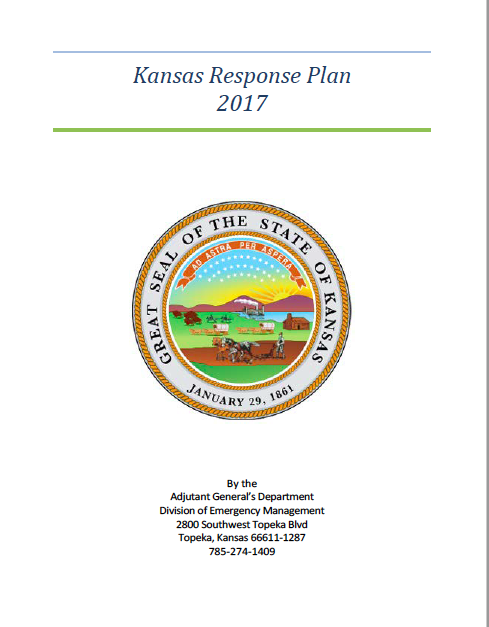 Kansas Response Plan
2017
GREAT SEAL OF THE STATE OF KANSAS
AD ASTRA PER ASPERA
JANUARY 29, 1861
By the
Adjutant General's Department
Division of Emergency Management
2800 Southwest Topeka Blvd
Topeka, Kansas 66611-1287
785-274-1409